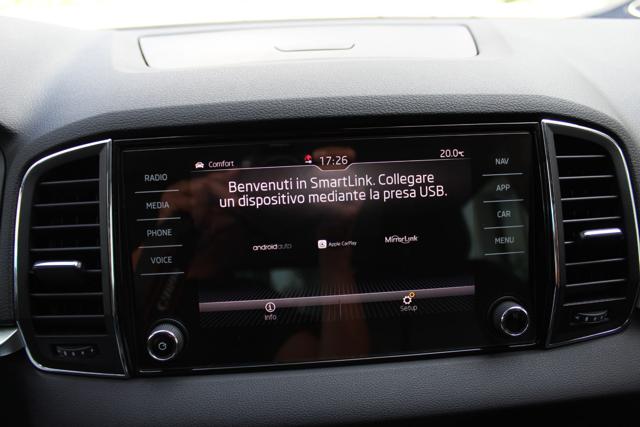 Comfort 17:26 20.0°C
RADIO
MEDIA
PHONE
VOICE
Benvenuti in SmartLink. Collegare
un dispositivo mediante la presa USB.
androidauto Apple CarPlay MirrorLink
Info Setup
NAV
APP
CAR
MENU